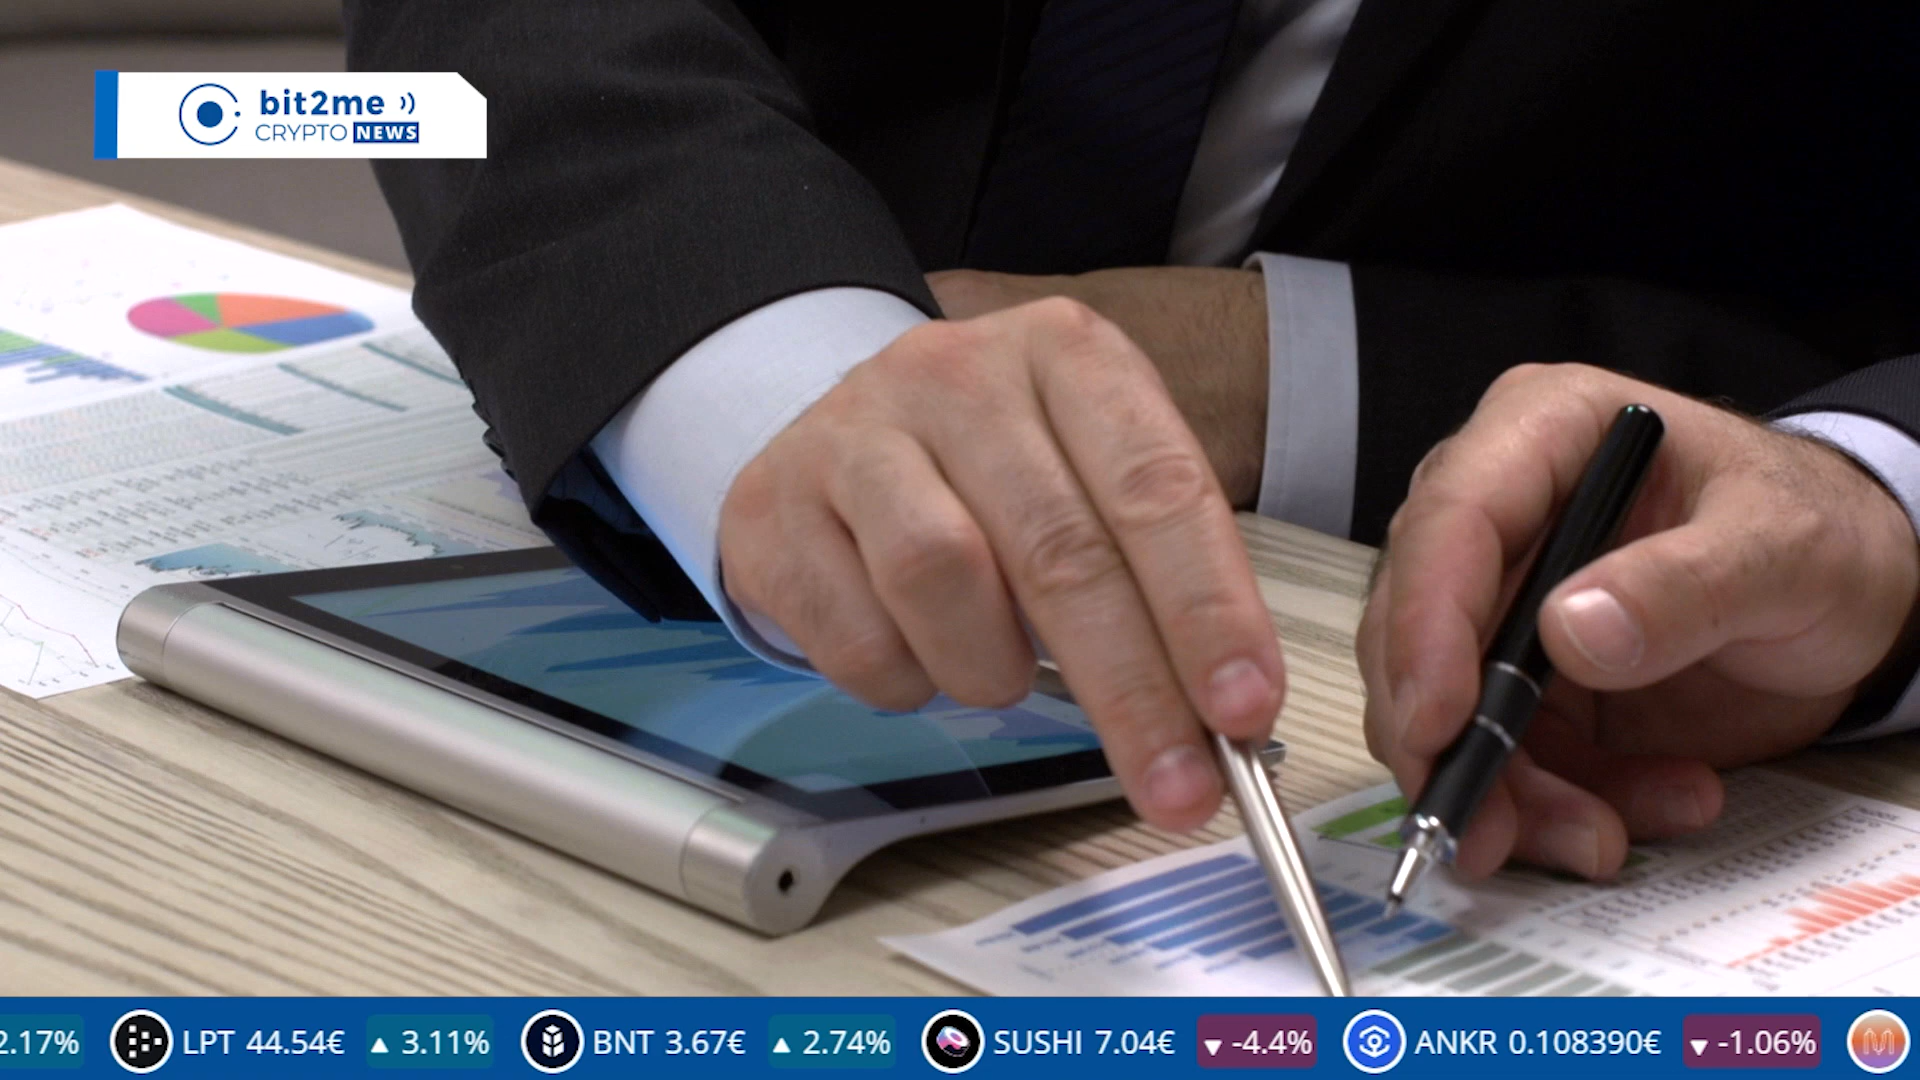 bit2me
CRYPTO NEWS
2.17% LPT 44.54€ ▲ 3.11% BNT 3.67€ ▲ 2.74% SUSHI 7.04€ ▼ -4.4% ANKR 0.108390€ ▼ -1.06%